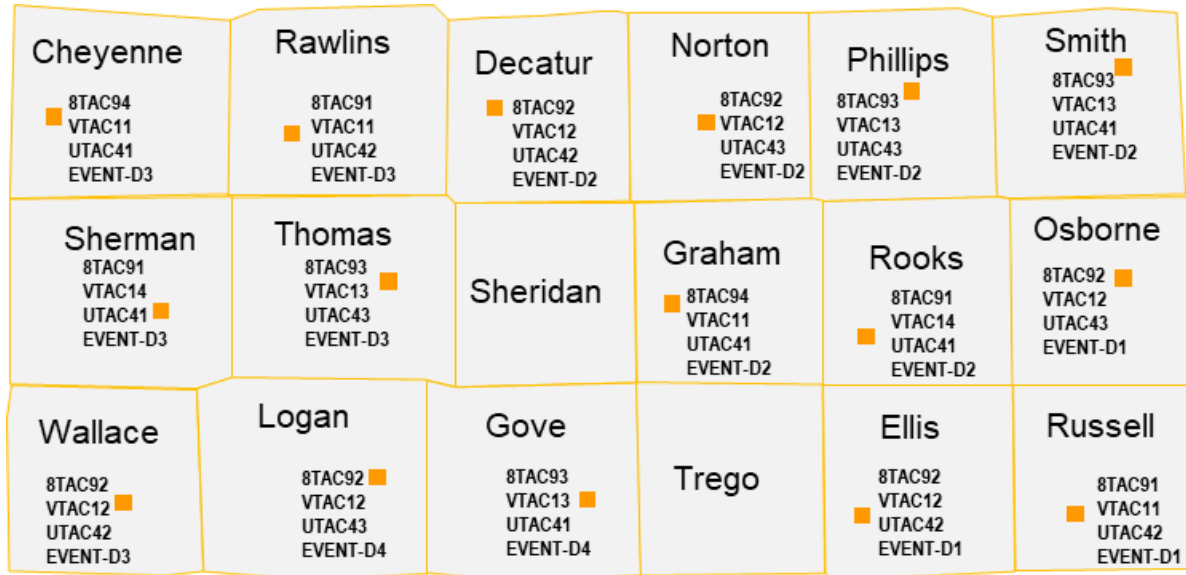 Cheyenne
8TAC94
VTAC11
UTAC41
EVENT-D3
Rawlins
8TAC91
VTAC11
UTAC42
EVENT-D3
Decatur
8TAC92
VTAC12
UTAC42
EVENT-D2
Norton
8TAC92
VTAC12
UTAC43
EVENT-D2
Phillips
8TAC93
VTAC13
UTAC43
EVENT-D2
Smith
8TAC93
VTAC13
UTAC41
EVENT-D2
Sherman
8TAC91
VTAC14
UTAC41
EVENT-D3
Thomas
8TAC93
VTAC13
UTAC43
EVENT-D3
Sheridan
Graham
8TAC94
VTAC11
UTAC41
EVENT-D2
Rooks
8TAC91
VTAC14
UTAC41
EVENT-D2
Osborne
8TAC92
VTAC12
UTAC43
EVENT-D1
Wallace
8TAC92
VTAC12
UTAC42
EVENT-D3
Logan
8TAC92
VTAC12
UTAC43
EVENT-D4
Gove
8TAC93
VTAC13
UTAC41
EVENT-D4
Trego
Ellis
8TAC92
VTAC12
UTAC42
EVENT-D1
Russell
8TAC91
VTAC11
UTAC42
EVENT-D1